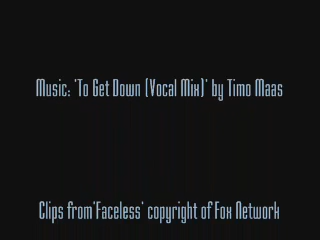 Music: 'To Get Down (Vocal Mix)' by Timo Maas
Clips from'Faceless' copyright of Fox Network